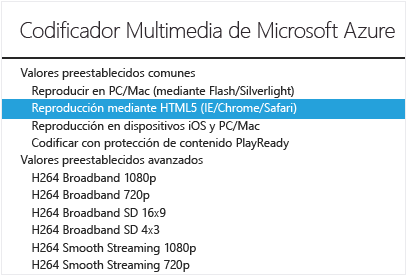 Codificador Multimedia de Microsoft Azure
Valores preestablecidos comunes
Reproducir en PC/Mac (mediante Flash/Silverlight)
Reproducción mediante HTML5 (IE/Chrome/Safari)
Reproducción en dispositivos iOS y PC/Mac
Codificar con protección de contenido PlayReady
Valores preestablecidos avanzados
H264 Broadband 1080p
H264 Broadband 720p
H264 Broadband SD 16x9
H264 Broadband SD 4x3
H264 Smooth Streaming 1080p
H264 Smooth Streaming 720p